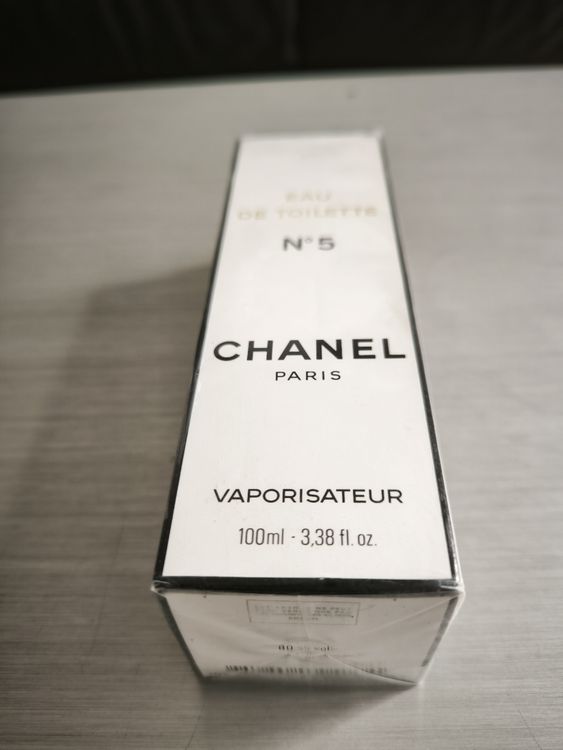 EAU
DE TOILETTE
N° 5
CHANEL
PARIS
VAPORISATEUR
100ml - 3,38 fl. oz.